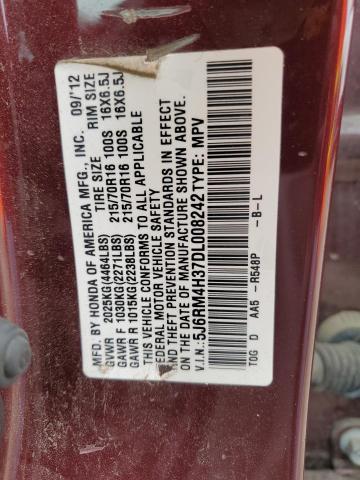 MFD. BY HONDA OF AMERICA MFG., INC. 09/'12
TIRE SIZE RIM SIZE
GVWR 2025KG(4464LBS)
GAWR F 1030KG(2271LBS) 215/70R16 100S 16X6.5J
GAWR R 1015KG(2238LBS) 215/70R16 100S 16X6.5J
THIS VEHICLE CONFORMS TO ALL APPLICABLE
FEDERAL MOTOR VEHICLE SAFETY
AND THEFT PREVENTION STANDARDS IN EFFECT
ON THE DATE OF MANUFACTURE SHOWN ABOVE.
V.I.N.: 5J6RM4H37DL008242 TYPE: MPV
TOG D AA5 -R548P -B-L